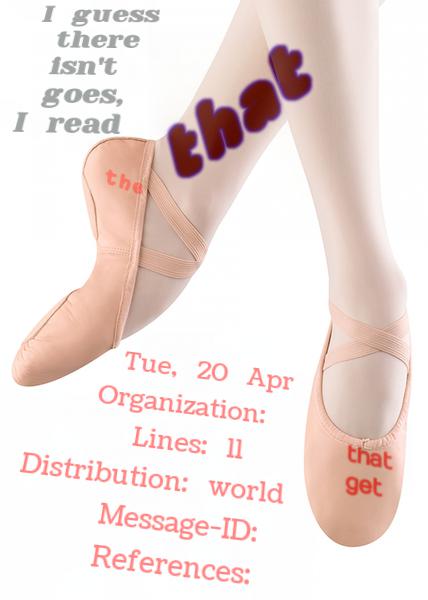 I guess
there
isn't
goes,
I read
that
the
Tue, 20 Apr
Organization:
Lines: 11
Distribution: world
Message-ID:
References:
that
get